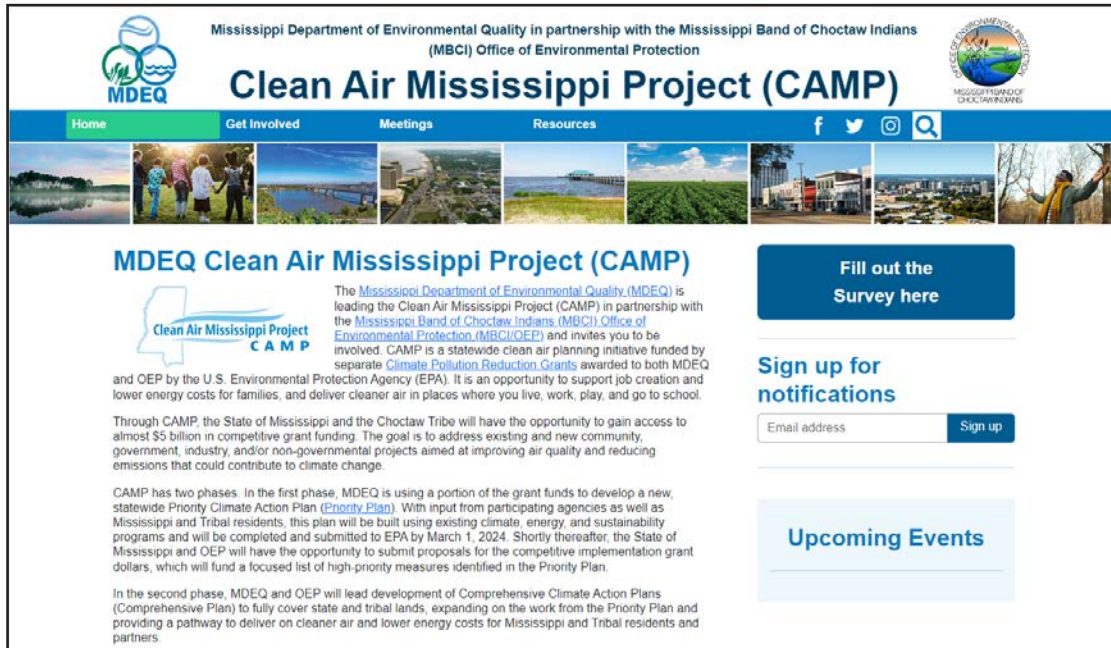 Mississippi Department of Environmental Quality in partnership with the Mississippi Band of Choctaw Indians
(MBCI) Office of Environmental Protection
Clean Air Mississippi Project (CAMP)
MDEQ
OFFICE OF ENVIRONMENTAL PROTECTION
MISSISSIPPI BAND OF
CHOCTAW INDIANS
Home Get Involved Meetings Resources
MDEQ Clean Air Mississippi Project (CAMP)
Clean Air Mississippi Project
CAMP
The Mississippi Department of Environmental Quality (MDEQ) is
leading the Clean Air Mississippi Project (CAMP) in partnership with
the Mississippi Band of Choctaw Indians (MBCI) Office of
Environmental Protection (MBCI/OEP) and invites you to be
involved. CAMP is a statewide clean air planning initiative funded by
separate Climate Pollution Reduction Grants awarded to both MDEQ
and OEP by the U.S. Environmental Protection Agency (EPA). It is an opportunity to support job creation and
lower energy costs for families, and deliver cleaner air in places where you live, work, play, and go to school.
Through CAMP, the State of Mississippi and the Choctaw Tribe will have the opportunity to gain access to
almost $5 billion in competitive grant funding. The goal is to address existing and new community,
government, industry, and/or non-governmental projects aimed at improving air quality and reducing
emissions that could contribute to climate change.
CAMP has two phases. In the first phase, MDEQ is using a portion of the grant funds to develop a new,
statewide Priority Climate Action Plan (Priority Plan). With input from participating agencies as well as
Mississippi and Tribal residents, this plan will be built using existing climate, energy, and sustainability
programs and will be completed and submitted to EPA by March 1, 2024. Shortly thereafter, the State of
Mississippi and OEP will have the opportunity to submit proposals for the competitive implementation grant
dollars, which will fund a focused list of high-priority measures identified in the Priority Plan.
In the second phase, MDEQ and OEP will lead development of Comprehensive Climate Action Plans
(Comprehensive Plan) to fully cover state and tribal lands, expanding on the work from the Priority Plan and
providing a pathway to deliver on cleaner air and lower energy costs for Mississippi and Tribal residents and
partners.
Fill out the
Survey here
Sign up for
notifications
Email address Sign up
Upcoming Events